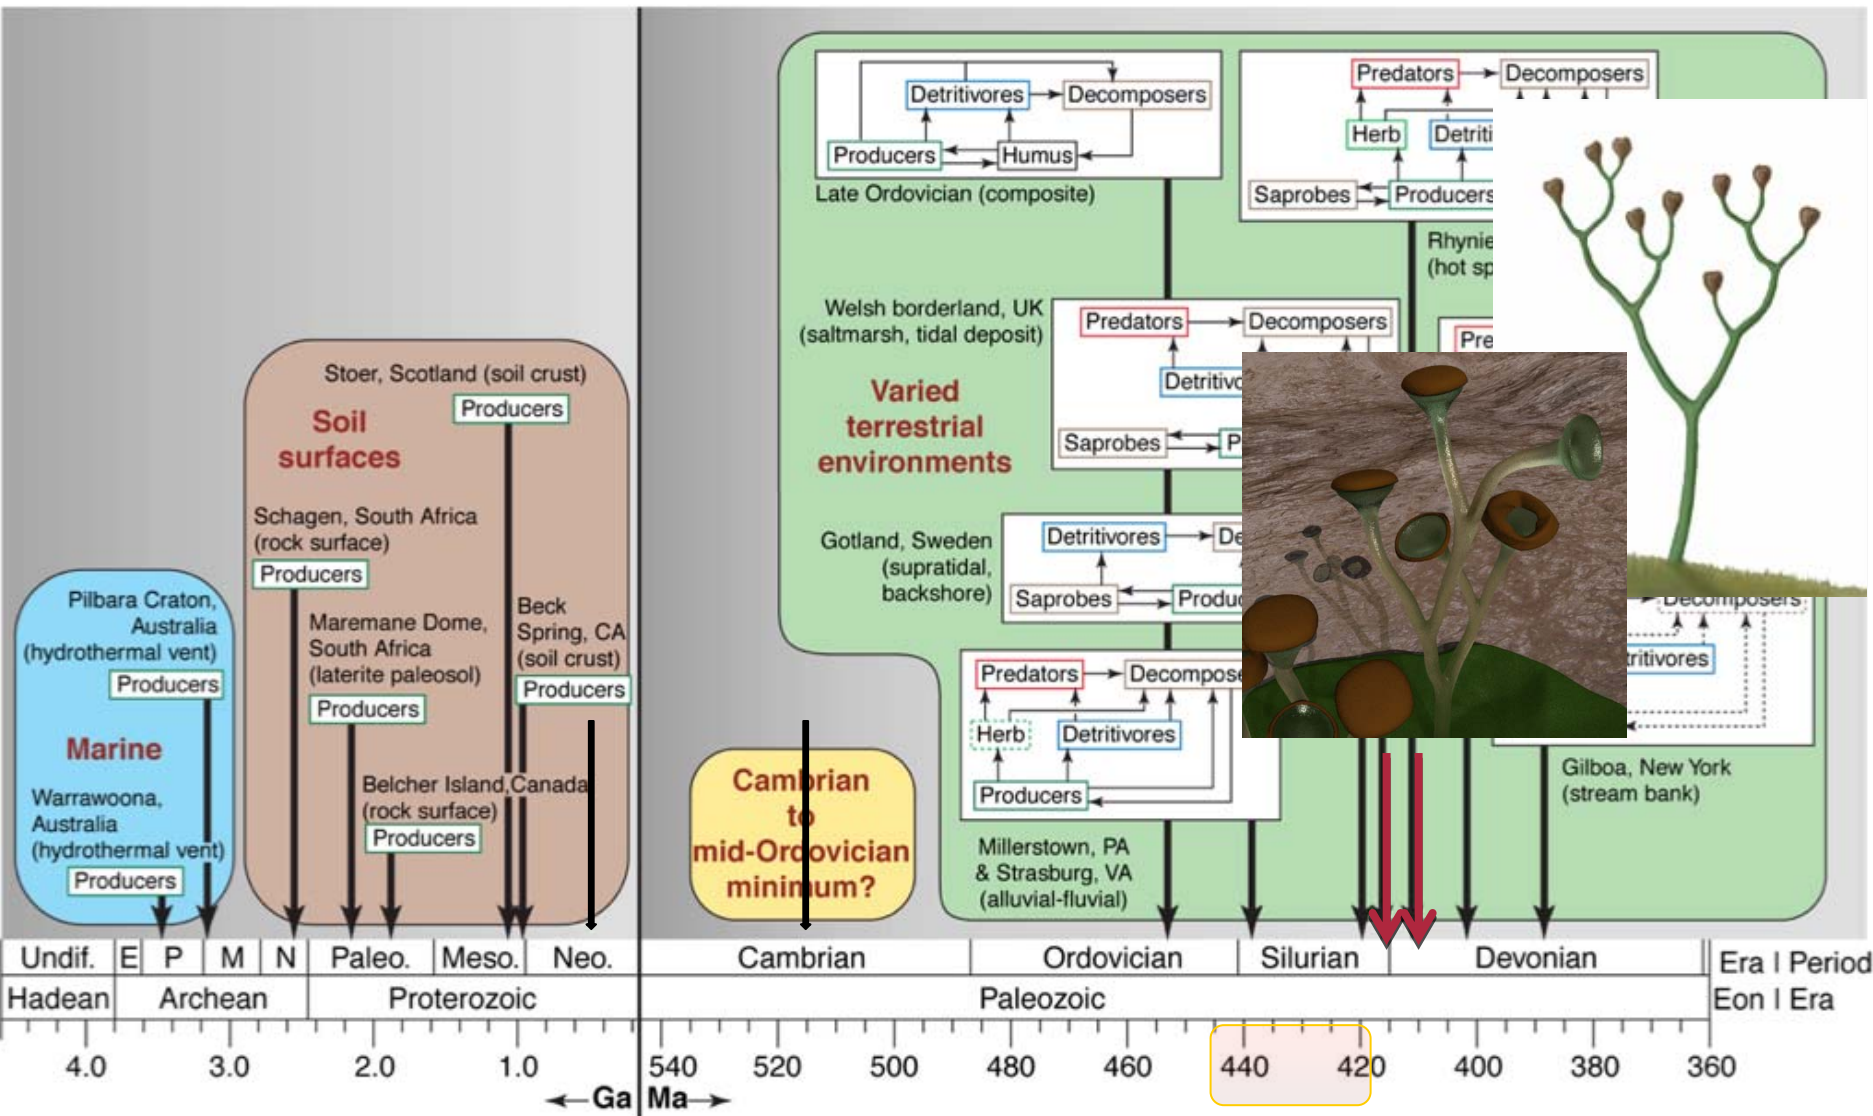 Detritivores
Decomposers
Producers
Humus
Late Ordovician (composite)
Predators
Decomposers
Herb
Detriti
Saprobes
Producers
Rhynie
(hot sp
Welsh borderland, UK
(saltmarsh, tidal deposit)
Predators
Decomposers
Detritivo
Saprobes
P
Pre
Varied
terrestrial
environments
Gotland, Sweden
(supratidal,
backshore)
Detritivores
De
Saprobes
Produc
Predators
Decompose
Herb
Detritivores
Producers
Millerstown, PA
& Strasburg, VA
(alluvial-fluvial)
Decomposers
tritivores
Gilboa, New York
(stream bank)
Stoer, Scotland (soil crust)
Producers
Soil
surfaces
Schagen, South Africa
(rock surface)
Producers
Maremane Dome,
South Africa
(laterite paleosol)
Producers
Beck
Spring, CA
(soil crust)
Producers
Belcher Island,Canada
(rock surface)
Producers
Pilbara Craton,
Australia
(hydrothermal vent)
Producers
Marine
Warrawoona,
Australia
(hydrothermal vent)
Producers
Cambrian
to
mid-Ordovician
minimum?
Undif. E P M N Paleo. Meso. Neo. Cambrian Ordovician Silurian Devonian Era | Period
Hadean Archean Proterozoic Paleozoic Eon | Era
4.0 3.0 2.0 1.0 540 520 500 480 460 440 420 400 380 360
Ga Ma